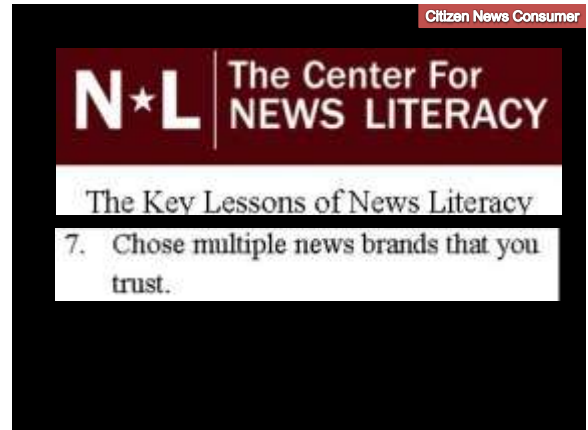 Citizen News Consumer
N★L
The Center For
NEWS LITERACY
The Key Lessons of News Literacy
7. Chose multiple news brands that you
trust.